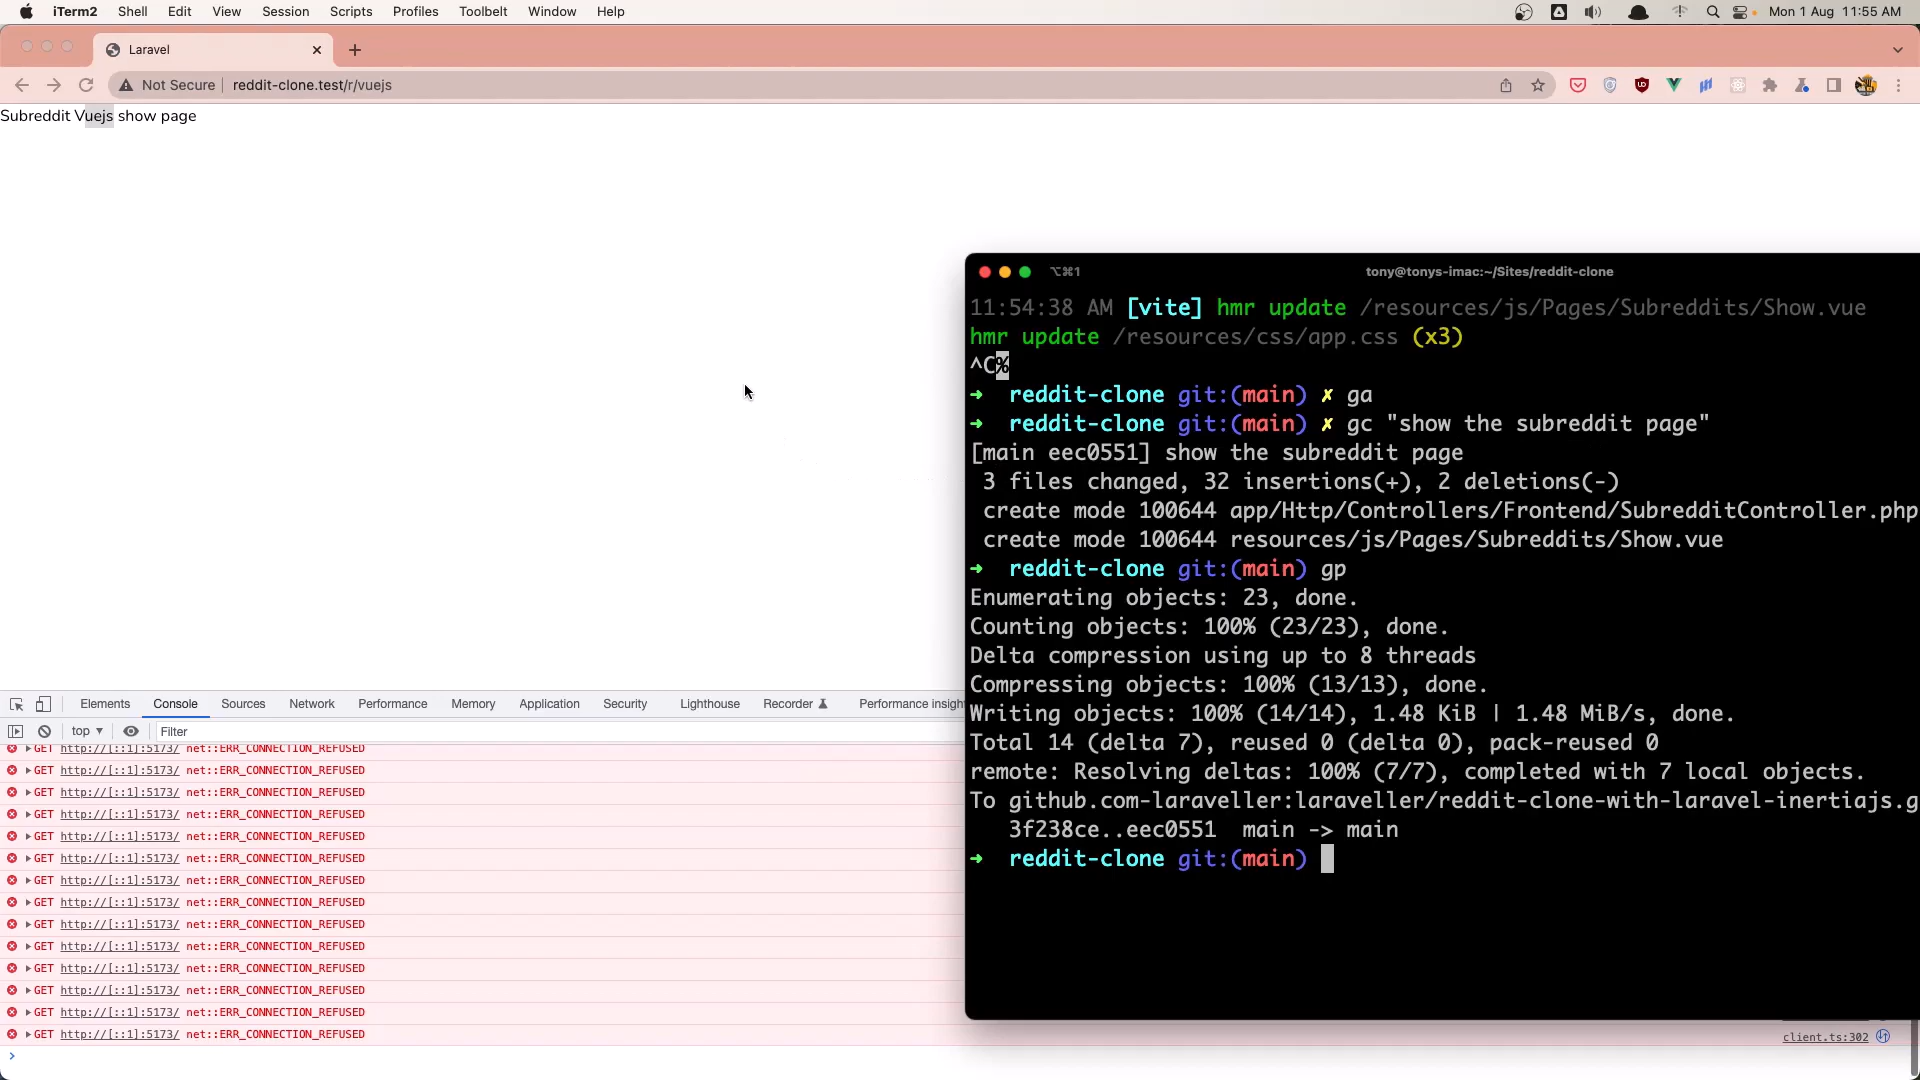 iTerm2 Shell Edit View Session Scripts Profiles Toolbelt Window Help Mon 1 Aug 11:55 AM
Laravel
Not Secure reddit-clone.test/r/vuejs
Subreddit Vuejs show page
⌥⌘1 tony@tonys-imac:~/Sites/reddit-clone
11:54:38 AM [vite] hmr update /resources/js/Pages/Subreddits/Show.vue
hmr update /resources/css/app.css (x3)
^C%
➜ reddit-clone git:(main) ✗ ga
➜ reddit-clone git:(main) ✗ gc "show the subreddit page"
[main eec0551] show the subreddit page
3 files changed, 32 insertions(+), 2 deletions(-)
create mode 100644 app/Http/Controllers/Frontend/SubredditController.php
create mode 100644 resources/js/Pages/Subreddits/Show.vue
➜ reddit-clone git:(main) gp
Enumerating objects: 23, done.
Counting objects: 100% (23/23), done.
Delta compression using up to 8 threads
Compressing objects: 100% (13/13), done.
Writing objects: 100% (14/14), 1.48 KiB | 1.48 MiB/s, done.
Total 14 (delta 7), reused 0 (delta 0), pack-reused 0
remote: Resolving deltas: 100% (7/7), completed with 7 local objects.
To github.com-laraveller:laraveller/reddit-clone-with-laravel-inertiajs.g
3f238ce..eec0551 main -> main
➜ reddit-clone git:(main)
Elements Console Sources Network Performance Memory Application Security Lighthouse Recorder Performance insigh
top ▾ Filter
GET http://[::1]:5173/ net::ERR_CONNECTION_REFUSED
GET http://[::1]:5173/ net::ERR_CONNECTION_REFUSED
GET http://[::1]:5173/ net::ERR_CONNECTION_REFUSED
GET http://[::1]:5173/ net::ERR_CONNECTION_REFUSED
GET http://[::1]:5173/ net::ERR_CONNECTION_REFUSED
GET http://[::1]:5173/ net::ERR_CONNECTION_REFUSED
GET http://[::1]:5173/ net::ERR_CONNECTION_REFUSED
GET http://[::1]:5173/ net::ERR_CONNECTION_REFUSED
GET http://[::1]:5173/ net::ERR_CONNECTION_REFUSED
GET http://[::1]:5173/ net::ERR_CONNECTION_REFUSED
GET http://[::1]:5173/ net::ERR_CONNECTION_REFUSED
GET http://[::1]:5173/ net::ERR_CONNECTION_REFUSED
GET http://[::1]:5173/ net::ERR_CONNECTION_REFUSED
GET http://[::1]:5173/ net::ERR_CONNECTION_REFUSED client.ts:302
>